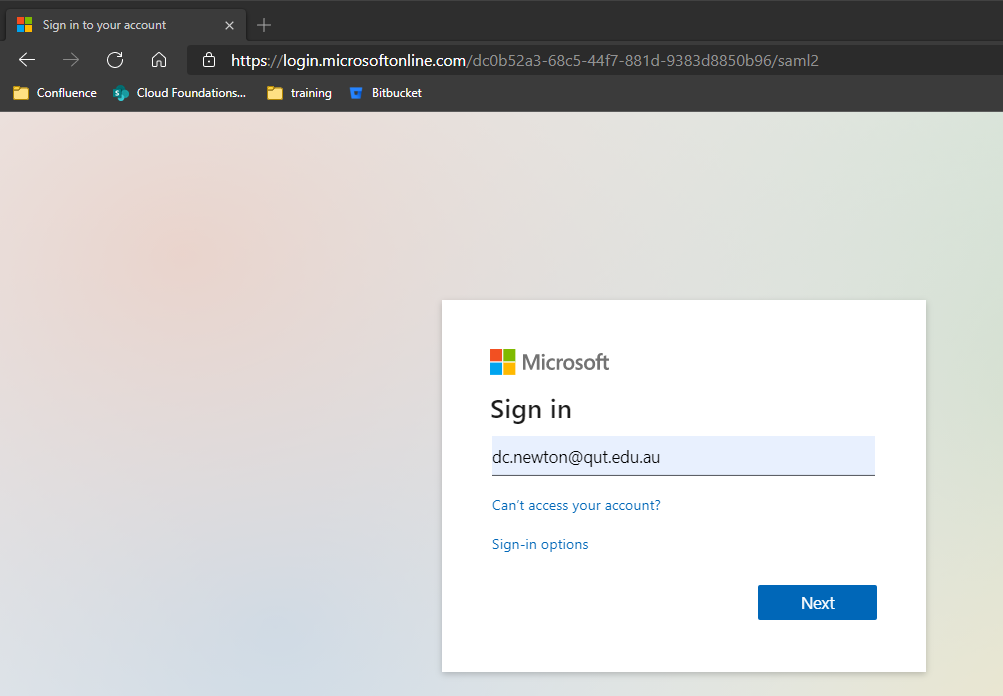 Sign in to your account
https://login.microsoftonline.com/dc0b52a3-68c5-44f7-881d-9383d8850b96/saml2
Confluence Cloud Foundations... training Bitbucket
Microsoft
Sign in
dc.newton@qut.edu.au
Can't access your account?
Sign-in options
Next